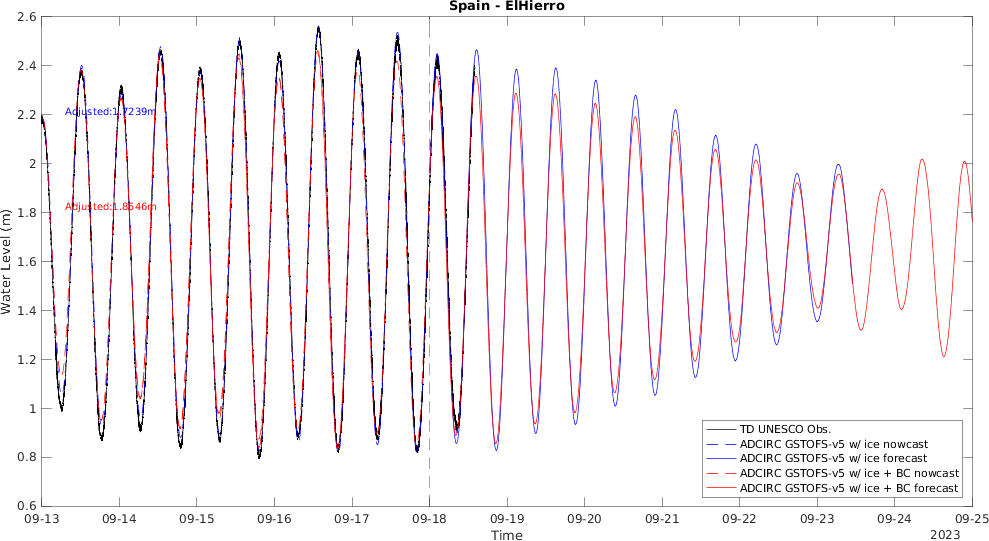 Spain - ElHierro
2.6
2.4
2.2
2
1.8
1.6
1.4
1.2
1
0.8
0.6
Water Level (m)
Adjusted:1.7239m
Adjusted:1.8646m
TD UNESCO Obs.
ADCIRC GSTOFS-v5 w/ ice nowcast
ADCIRC GSTOFS-v5 w/ ice forecast
ADCIRC GSTOFS-v5 w/ ice + BC nowcast
ADCIRC GSTOFS-v5 w/ ice + BC forecast
09-13 09-14 09-15 09-16 09-17 09-18 09-19 09-20 09-21 09-22 09-23 09-24 09-25
Time 2023